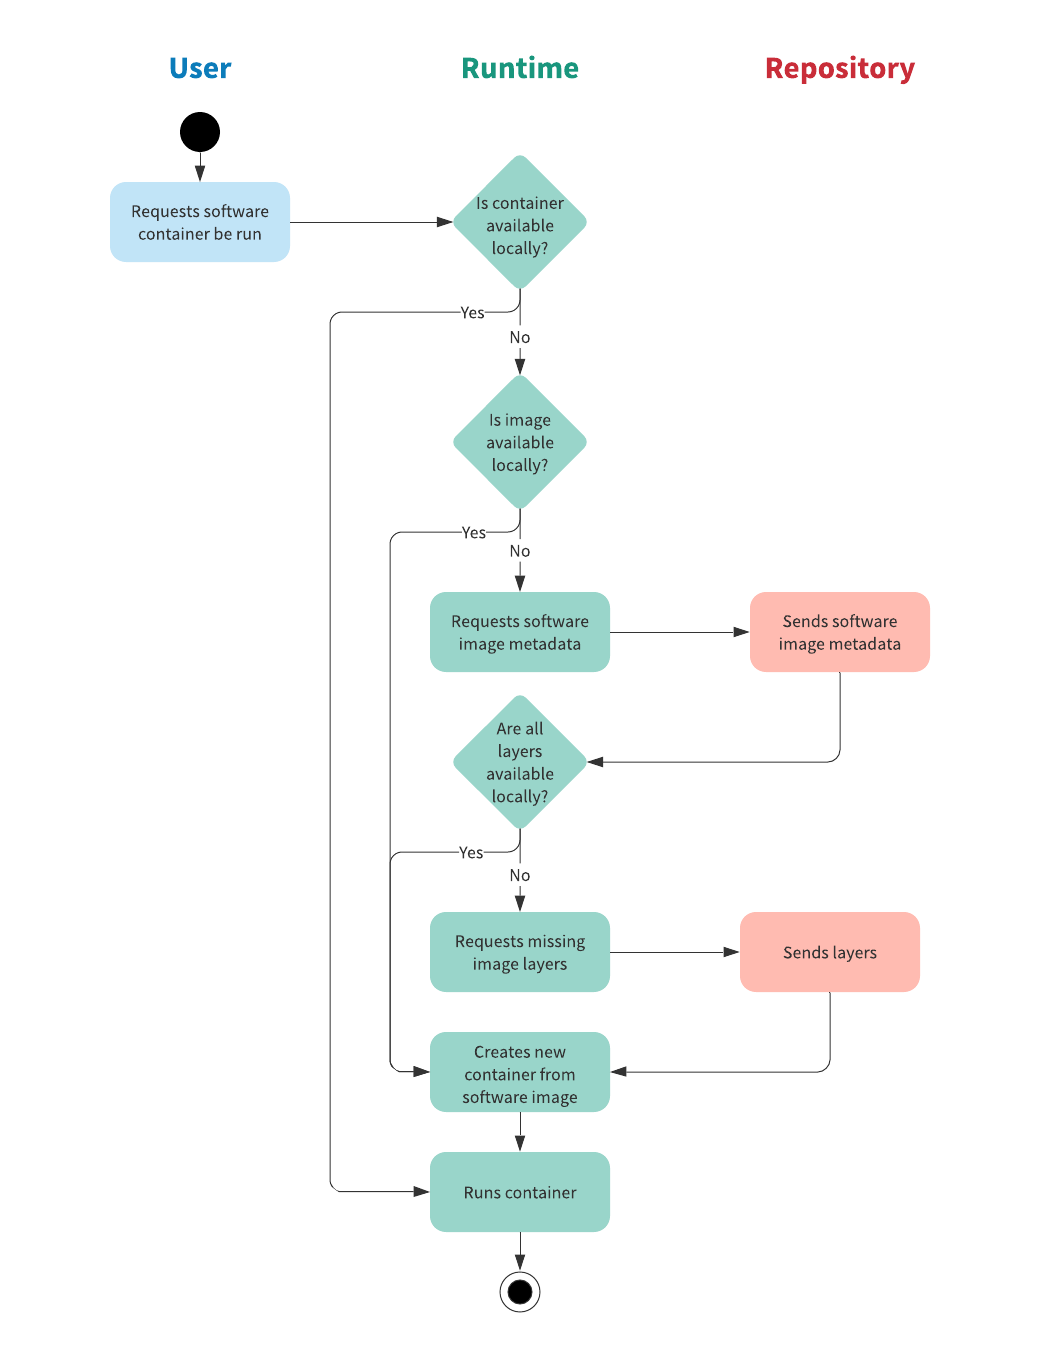 User
Runtime
Repository
Requests software
container be run
Is container
available
locally?
Yes
No
Is image
available
locally?
Yes
No
Requests software
image metadata
Sends software
image metadata
Are all
layers
available
locally?
Yes
No
Requests missing
image layers
Sends layers
Creates new
container from
software image
Runs container